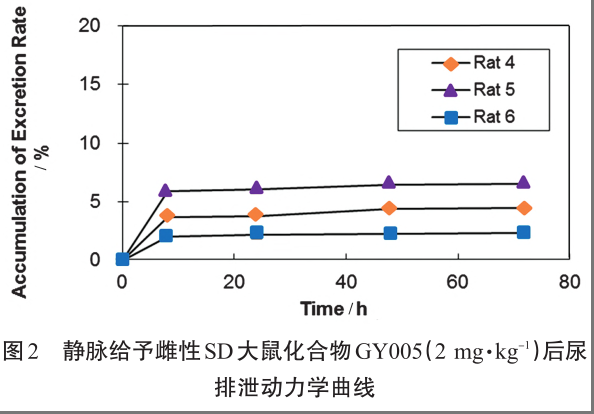 20
15
10
5
0
Accumulation of Excretion Rate
/ %
Rat 4
Rat 5
Rat 6
0 20 40 60 80
Time / h
图2 静脉给予雌性SD大鼠化合物GY005(2 mg·kg⁻¹)后尿
排泄动力学曲线